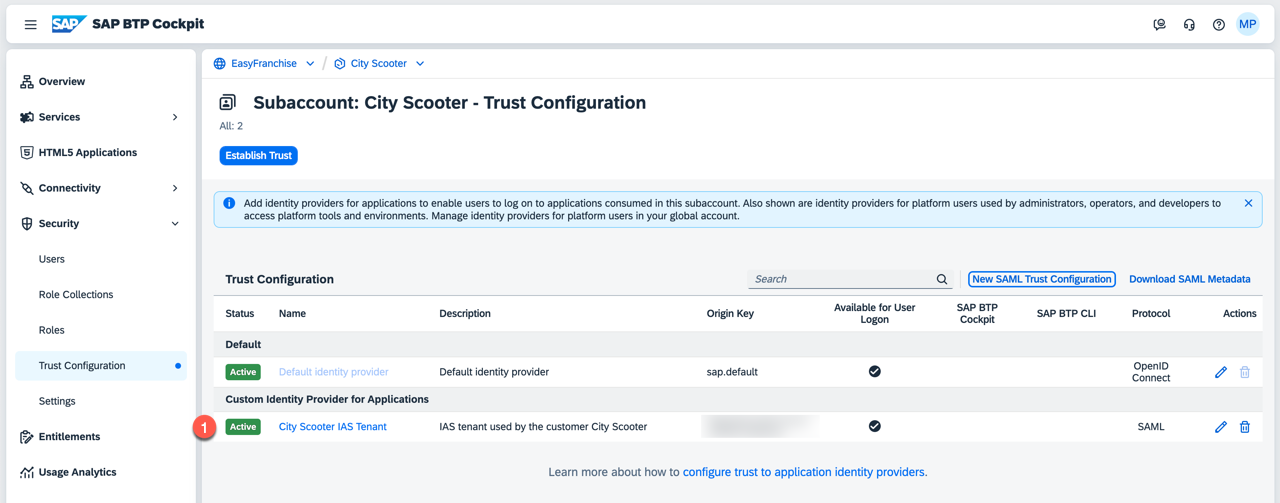 SAP SAP BTP Cockpit
MP
Overview
Services
HTML5 Applications
Connectivity
Security
Users
Role Collections
Roles
Trust Configuration
Settings
Entitlements
Usage Analytics
EasyFranchise / City Scooter
Subaccount: City Scooter - Trust Configuration
All: 2
Establish Trust
Add identity providers for applications to enable users to log on to applications consumed in this subaccount. Also shown are identity providers for platform users used by administrators, operators, and developers to
access platform tools and environments. Manage identity providers for platform users in your global account.
Trust Configuration Search New SAML Trust Configuration Download SAML Metadata
Status Name Description Origin Key Available for User Logon SAP BTP Cockpit SAP BTP CLI Protocol Actions
Default
Active Default identity provider Default identity provider sap.default OpenID Connect
Custom Identity Provider for Applications
1 Active City Scooter IAS Tenant IAS tenant used by the customer City Scooter SAML
Learn more about how to configure trust to application identity providers.